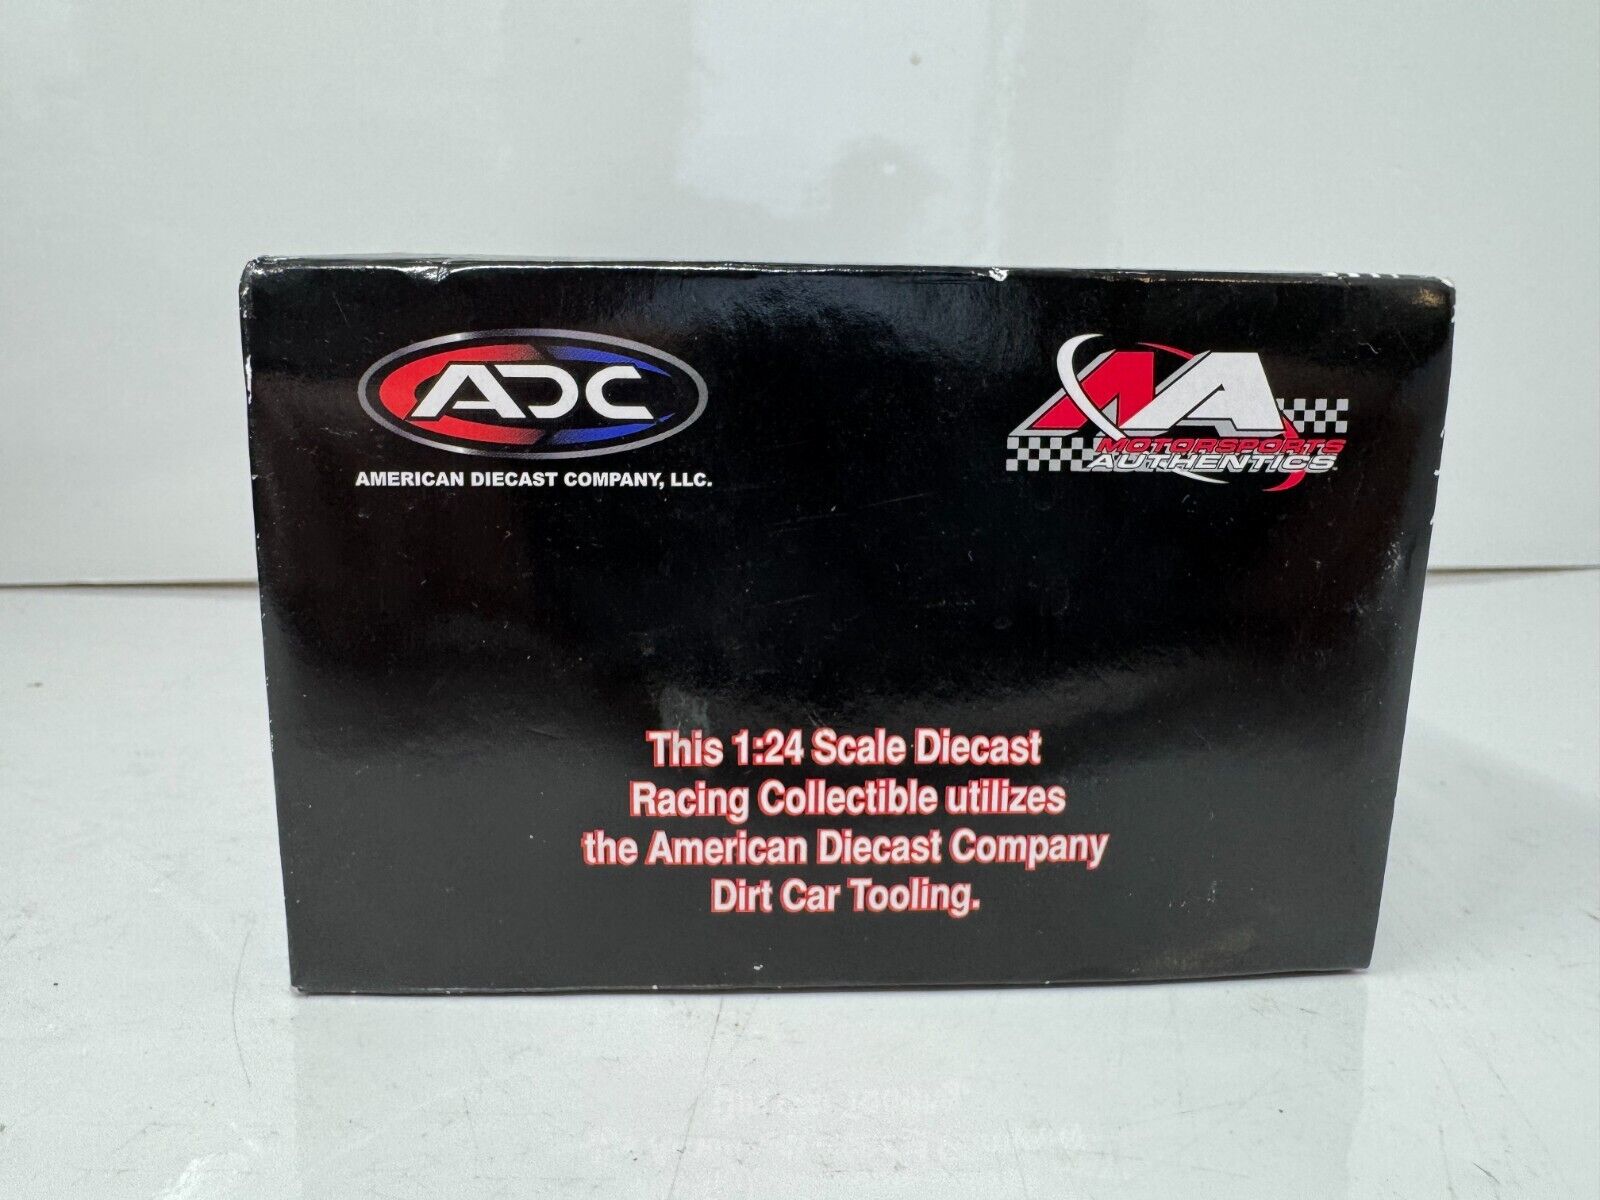 ADC
AMERICAN DIECAST COMPANY, LLC.
MA
MOTORSPORTS
AUTHENTICS
This 1:24 Scale Diecast
Racing Collectible utilizes
the American Diecast Company
Dirt Car Tooling.